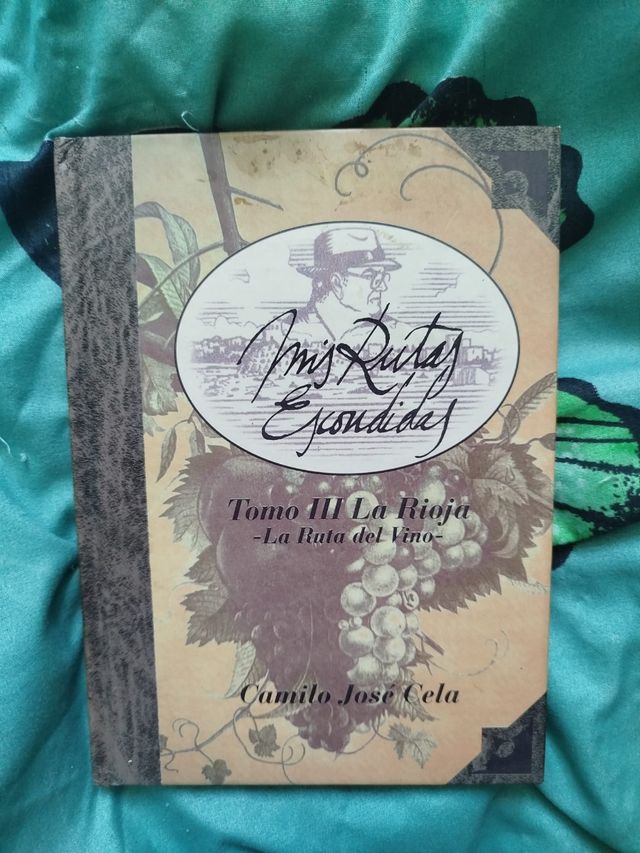 Mis Rutas
Escondidas
Tomo III La Rioja
-La Ruta del Vino-
Camilo José Cela